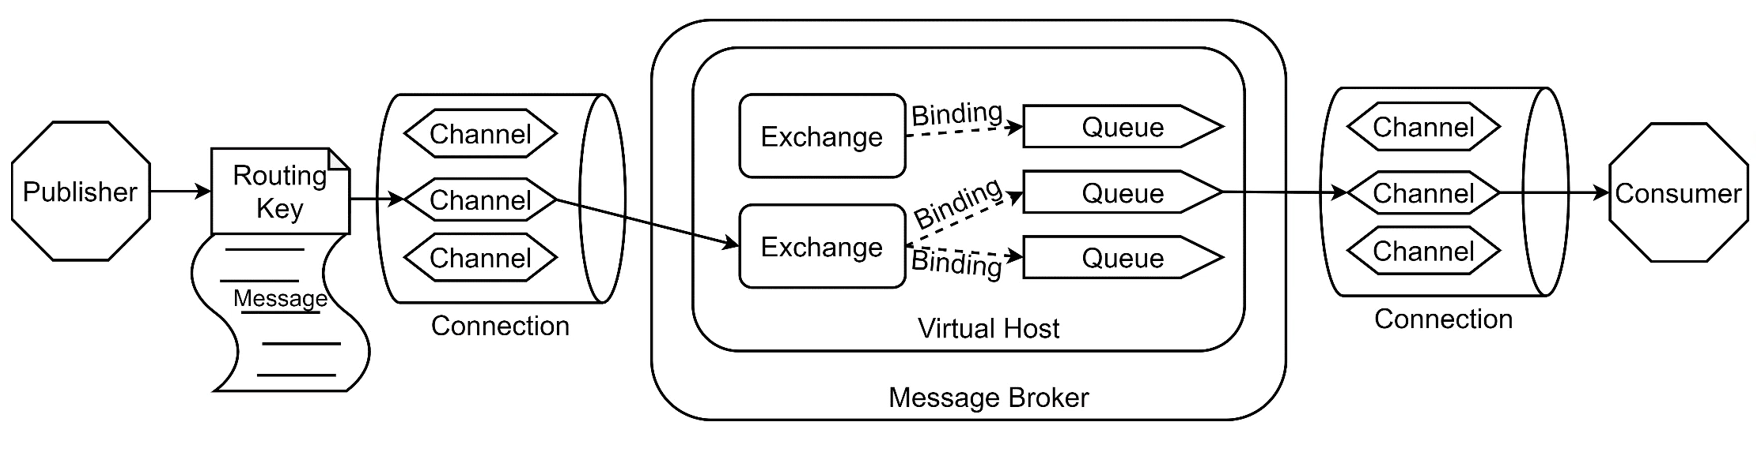 Publisher
Routing
Key
Message
Channel
Channel
Channel
Connection
Exchange
Exchange
Binding
Binding
Binding
Queue
Queue
Queue
Virtual Host
Message Broker
Channel
Channel
Channel
Connection
Consumer